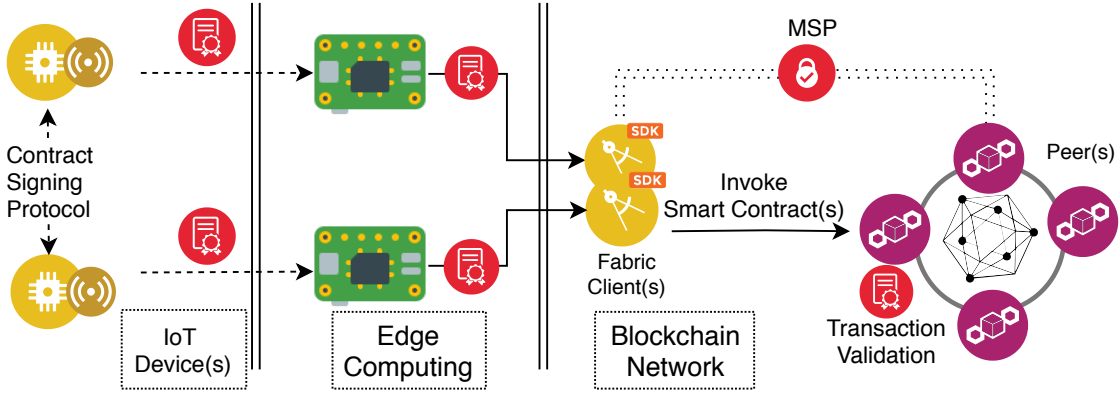 MSP
SDK
SDK
Contract
Signing
Protocol
Peer(s)
Invoke
Smart Contract(s)
Fabric
Client(s)
IoT
Device(s)
Edge
Computing
Blockchain
Network
Transaction
Validation